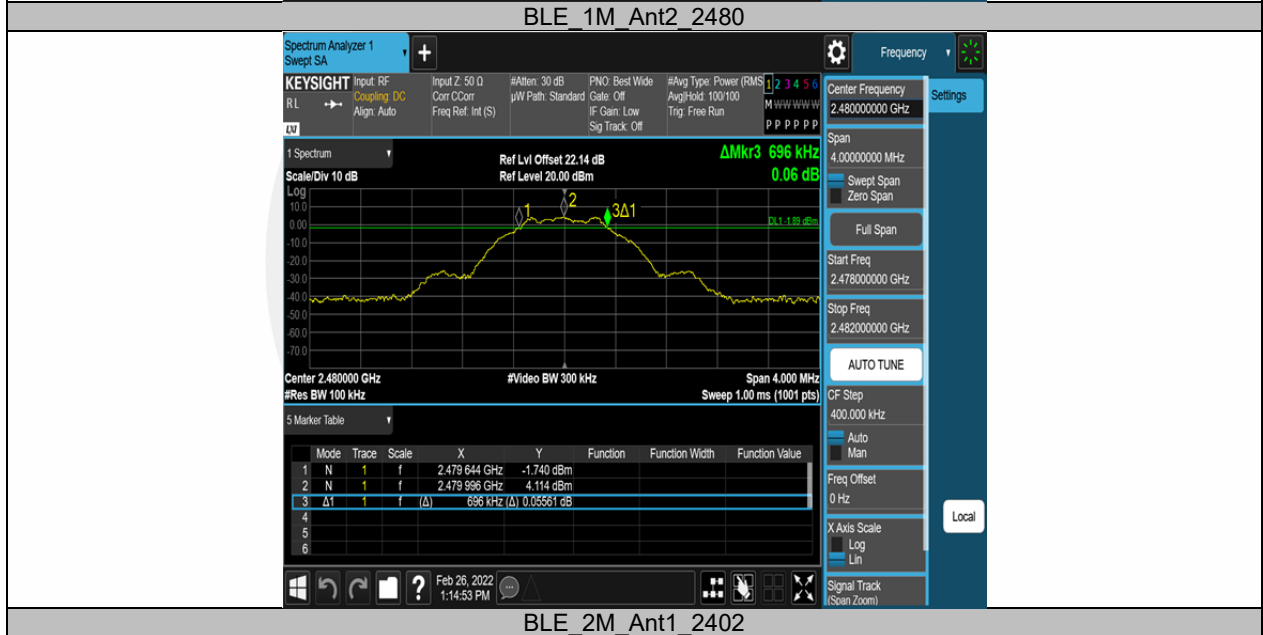 BLE_1M_Ant2_2480
Spectrum Analyzer 1
Swept SA
+
Frequency
KEYSIGHT
RL
LXI
Input: RF
Coupling: DC
Align: Auto
Input Z: 50 Ω
Corr CCorr
Freq Ref: Int (S)
#Atten: 30 dB
µW Path: Standard
PNO: Best Wide
Gate: Off
IF Gain: Low
Sig Track: Off
#Avg Type: Power (RMS
Avg|Hold: 100/100
Trig: Free Run
1 2 3 4 5 6
M W W W W W
P P P P P P
1 Spectrum
Scale/Div 10 dB
Ref Lvl Offset 22.14 dB
Ref Level 20.00 dBm
ΔMkr3 696 kHz
0.06 dB
Log
10.0
0.00
-10.0
-20.0
-30.0
-40.0
-50.0
-60.0
-70.0
1
2
3Δ1
DL1 -1.89 dBm
Center 2.480000 GHz
#Res BW 100 kHz
#Video BW 300 kHz
Span 4.000 MHz
Sweep 1.00 ms (1001 pts)
5 Marker Table
Mode Trace Scale X Y Function Function Width Function Value
1 N 1 f 2.479 644 GHz -1.740 dBm
2 N 1 f 2.479 996 GHz 4.114 dBm
3 Δ1 1 f (Δ) 696 kHz (Δ) 0.05561 dB
4
5
6
?
Feb 26, 2022
1:14:53 PM
Center Frequency
2.480000000 GHz
Settings
Span
4.00000000 MHz
Swept Span
Zero Span
Full Span
Start Freq
2.478000000 GHz
Stop Freq
2.482000000 GHz
AUTO TUNE
CF Step
400.000 kHz
Auto
Man
Freq Offset
0 Hz
Local
X Axis Scale
Log
Lin
Signal Track
(Span Zoom)
BLE_2M_Ant1_2402